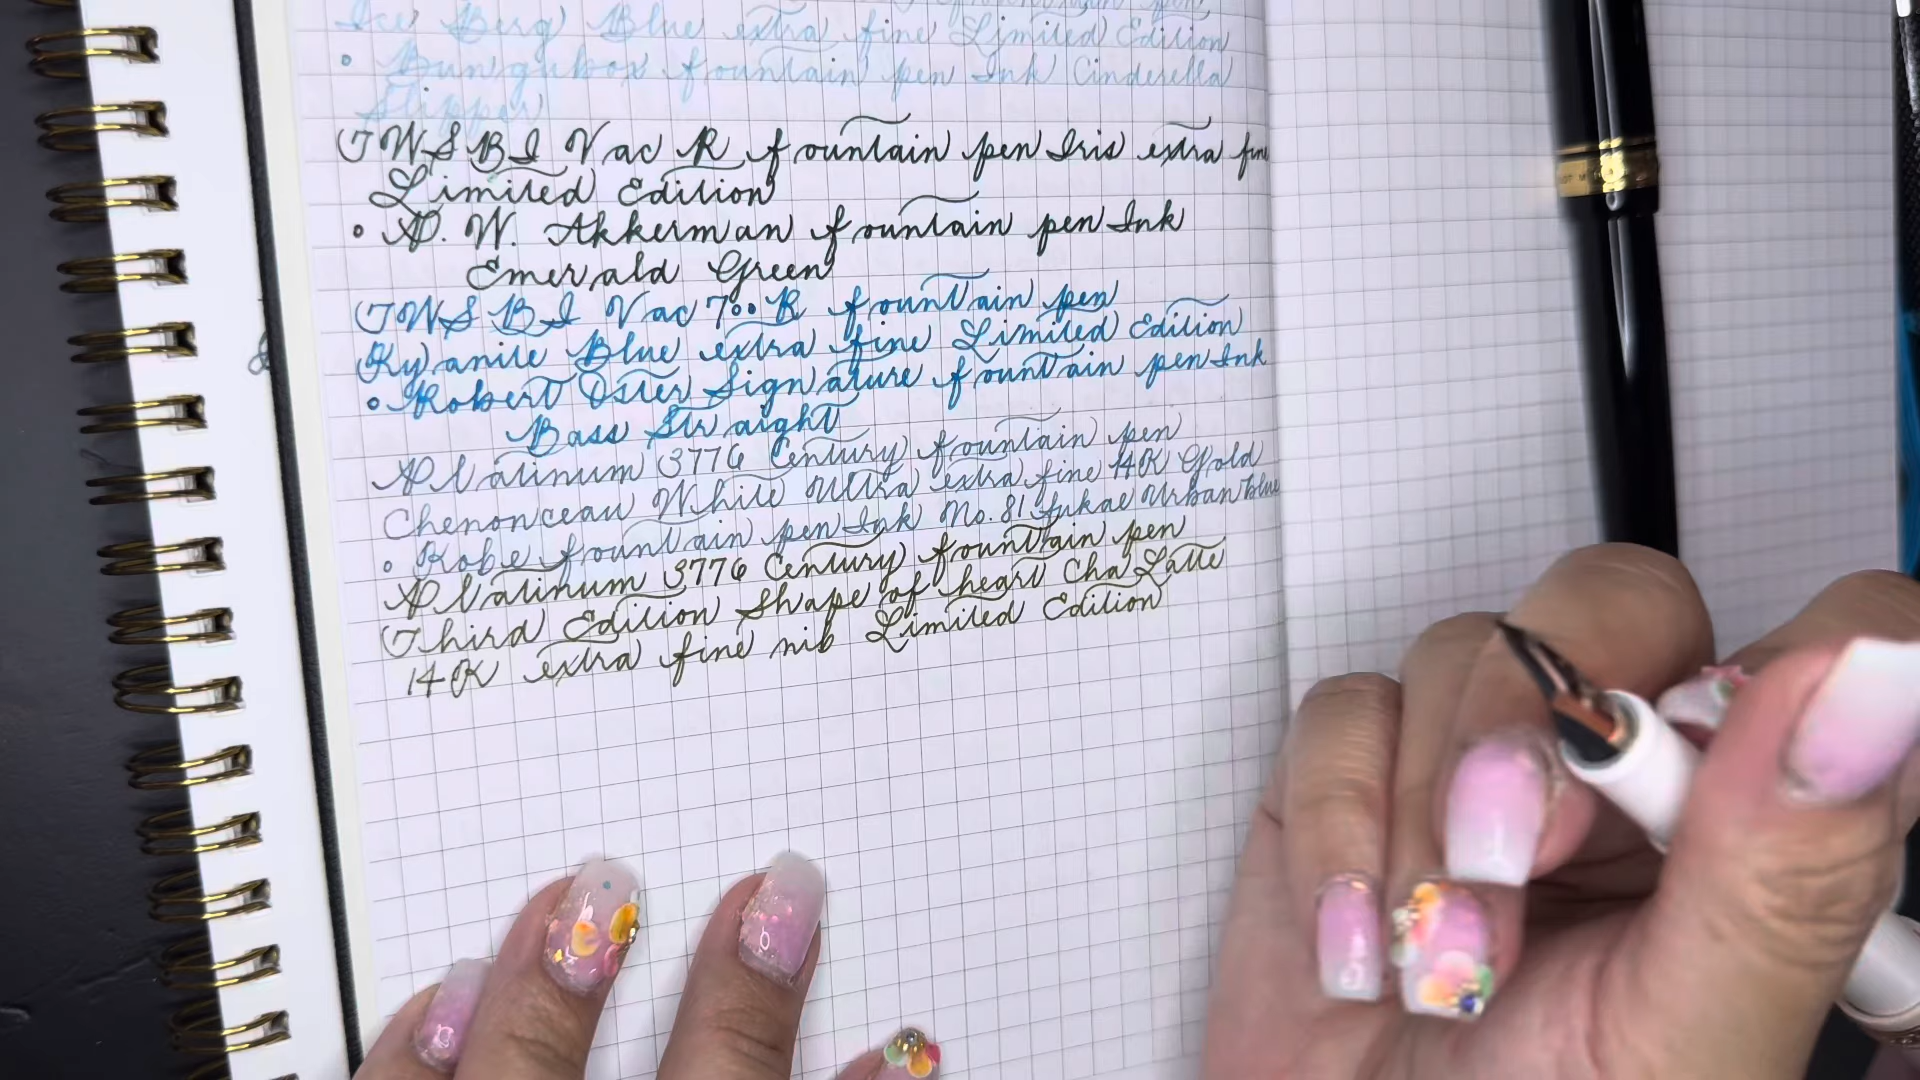 fountain pen
Ice Berg Blue extra fine Limited Edition
• Bungubox fountain pen Ink Cinderella
Slipper
TWSBI Vac R fountain pen Iris extra fine
Limited Edition
• P. W. Akkerman fountain pen Ink
Emerald Green
TWSBI Vac 700 R fountain pen
Kyanite Blue extra fine Limited Edition
• Robert Oster Signature fountain pen Ink
Bass Straight
Platinum 3776 Century fountain pen
Chenonceau White Ultra extra fine 14K Gold
• Kobe fountain pen Ink No. 81 Fukae Urban blue
Platinum 3776 Century fountain pen
Third Edition Shape of heart Cha Latte
14K extra fine nib Limited Edition